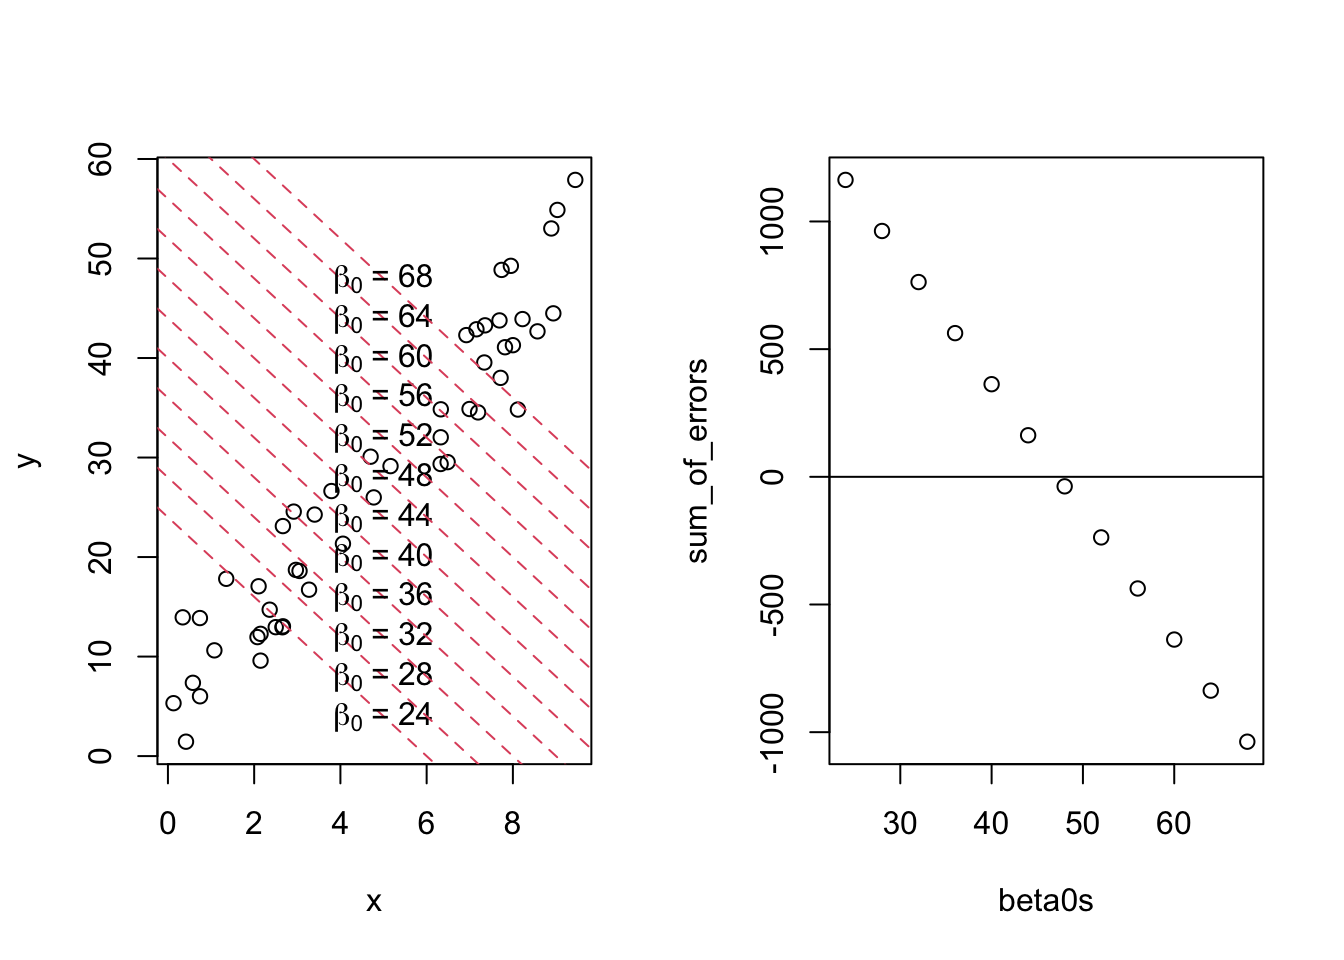 60
50
40
30
20
10
0
y
0 2 4 6 8
x
β0 = 68
β0 = 64
β0 = 60
β0 = 56
β0 = 52
β0 = 48
β0 = 44
β0 = 40
β0 = 36
β0 = 32
β0 = 28
β0 = 24
1000
500
0
-500
-1000
sum_of_errors
30 40 50 60
beta0s